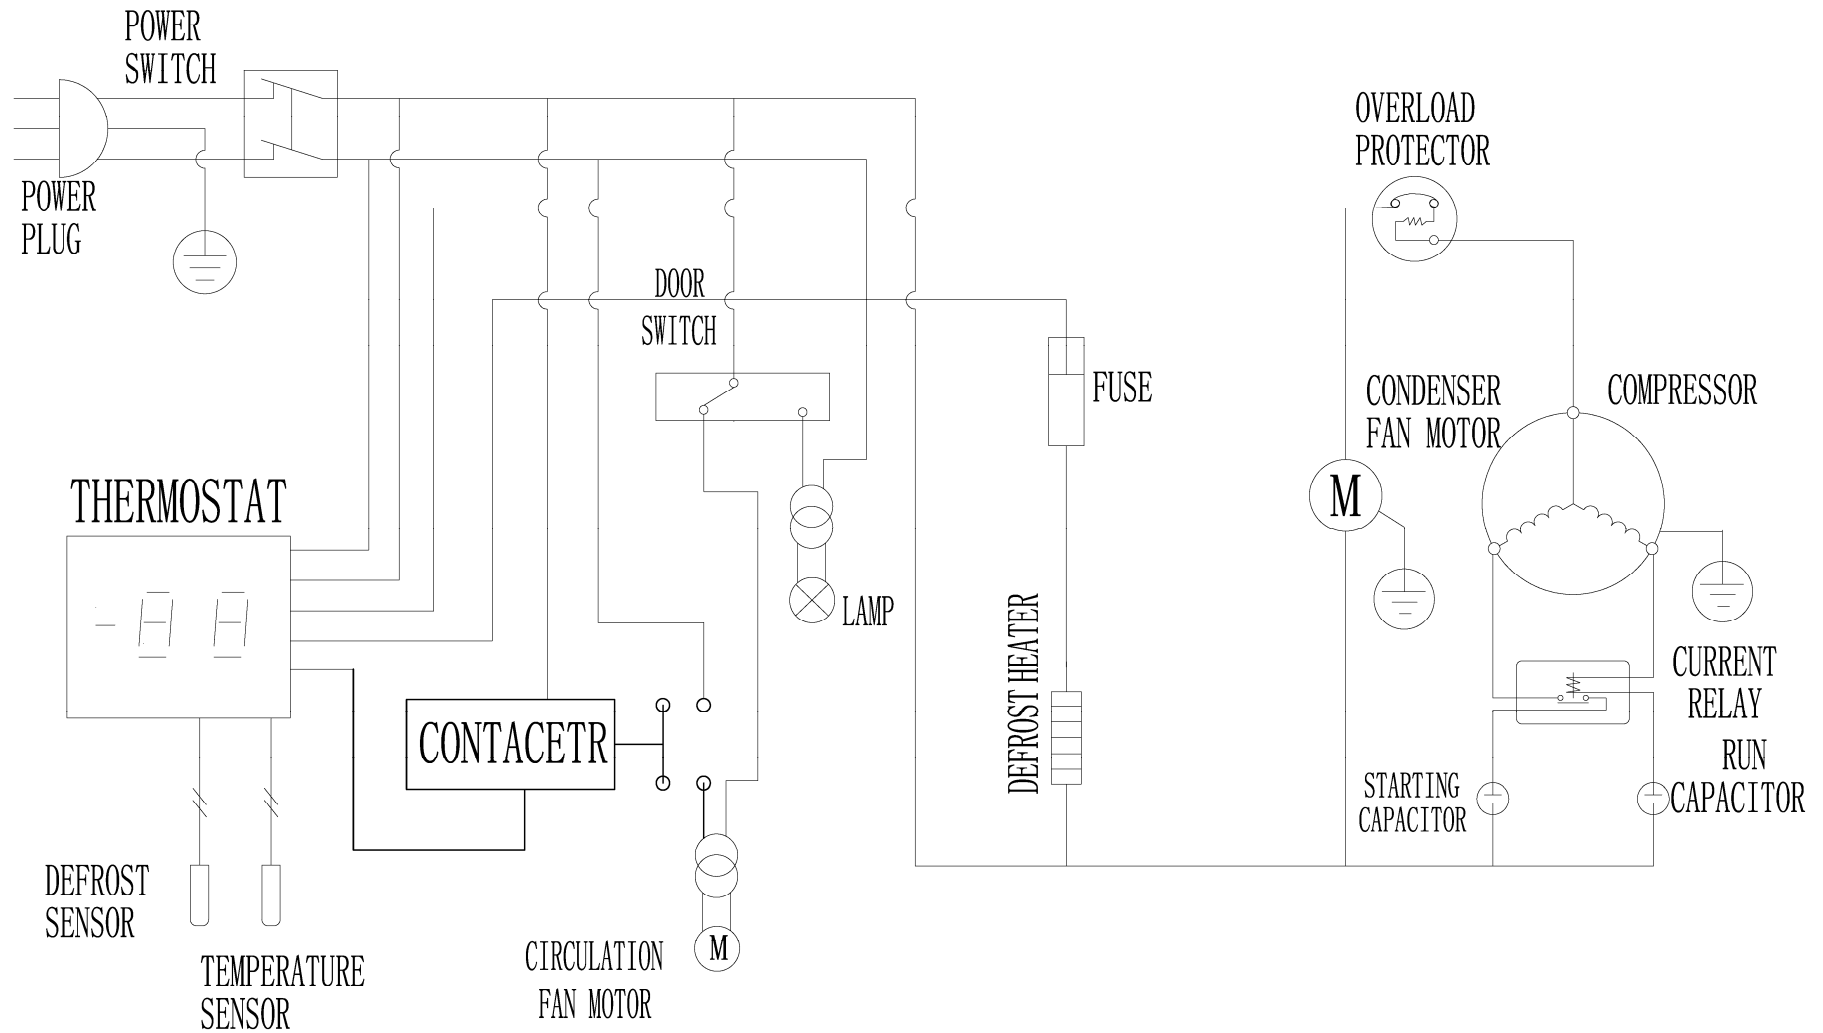 POWER
SWITCH
OVERLOAD
PROTECTOR
POWER
PLUG
DOOR
SWITCH
FUSE
CONDENSER
FAN MOTOR
COMPRESSOR
THERMOSTAT
M
-88
LAMP
DEFROST HEATER
CURRENT
RELAY
CONTACETR
RUN
CAPACITOR
STARTING
CAPACITOR
DEFROST
SENSOR
M
TEMPERATURE
SENSOR
CIRCULATION
FAN MOTOR